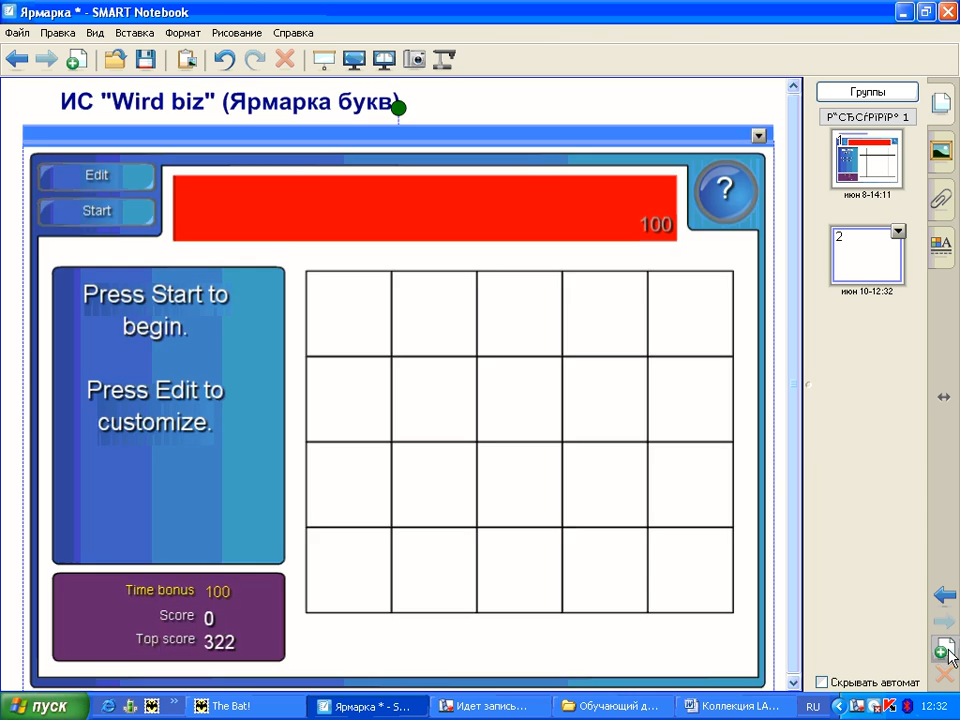 Ярмарка * - SMART Notebook
Файл Правка Вид Вставка Формат Рисование Справка
ИС "Wird biz" (Ярмарка букв)
Edit
Start
100
?
Press Start to
begin.
Press Edit to
customize.
Time bonus 100
Score 0
Top score 322
Группы
Р“СЂСѓРїРїР° 1
1
июн 8-14:11
2
июн 10-12:32
Скрывать автомат
пуск
The Bat!
Ярмарка * - S...
Идет запись...
Обучающий д...
Коллекция LA...
RU
12:32